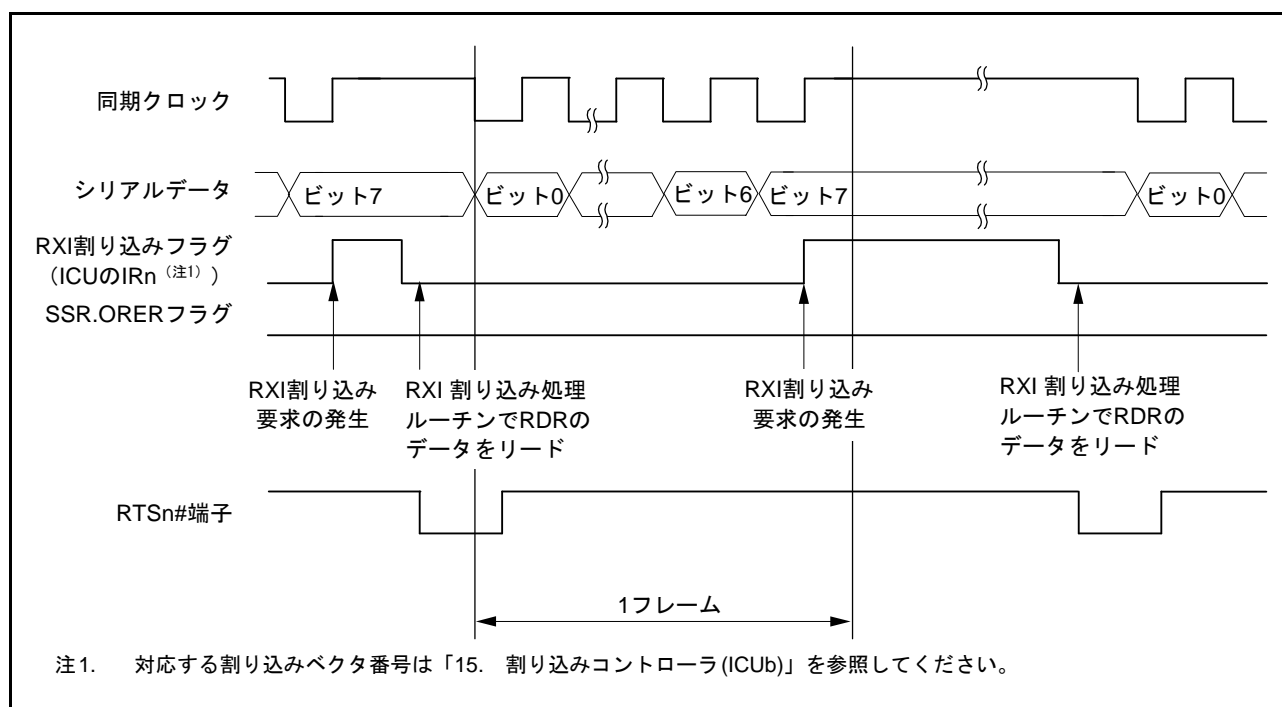 同期クロック
シリアルデータ
ビット7
ビット0
ビット6
ビット7
ビット0
RXI割り込みフラグ
（ICUのIRn（注1））
SSR.ORERフラグ
RXI割り込み
要求の発生
RXI 割り込み処理
ルーチンでRDRの
データをリード
RXI割り込み
要求の発生
RXI 割り込み処理
ルーチンでRDRの
データをリード
RTSn#端子
1フレーム
注1. 対応する割り込みベクタ番号は「15. 割り込みコントローラ(ICUb)」を参照してください。